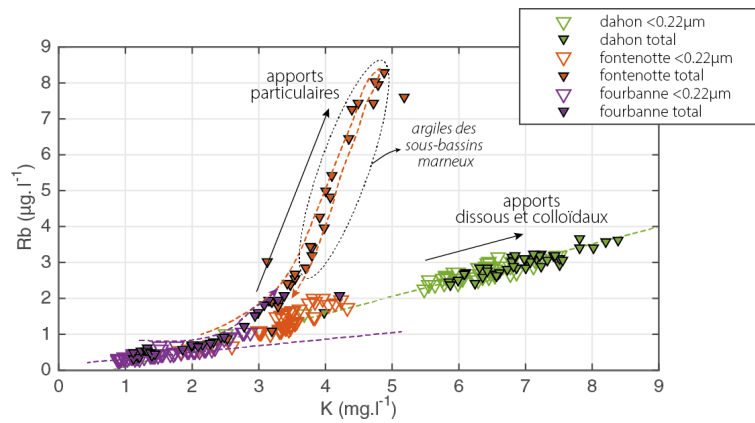 dahon <0.22µm
dahon total
fontenotte <0.22µm
fontenotte total
fourbanne <0.22µm
fourbanne total
9
8
7
6
5
4
3
2
1
0
Rb (µg.l⁻¹)
apports
particulaires
argiles des
sous-bassins
marneux
apports
dissous et colloïdaux
0 1 2 3 4 5 6 7 8 9
K (mg.l⁻¹)